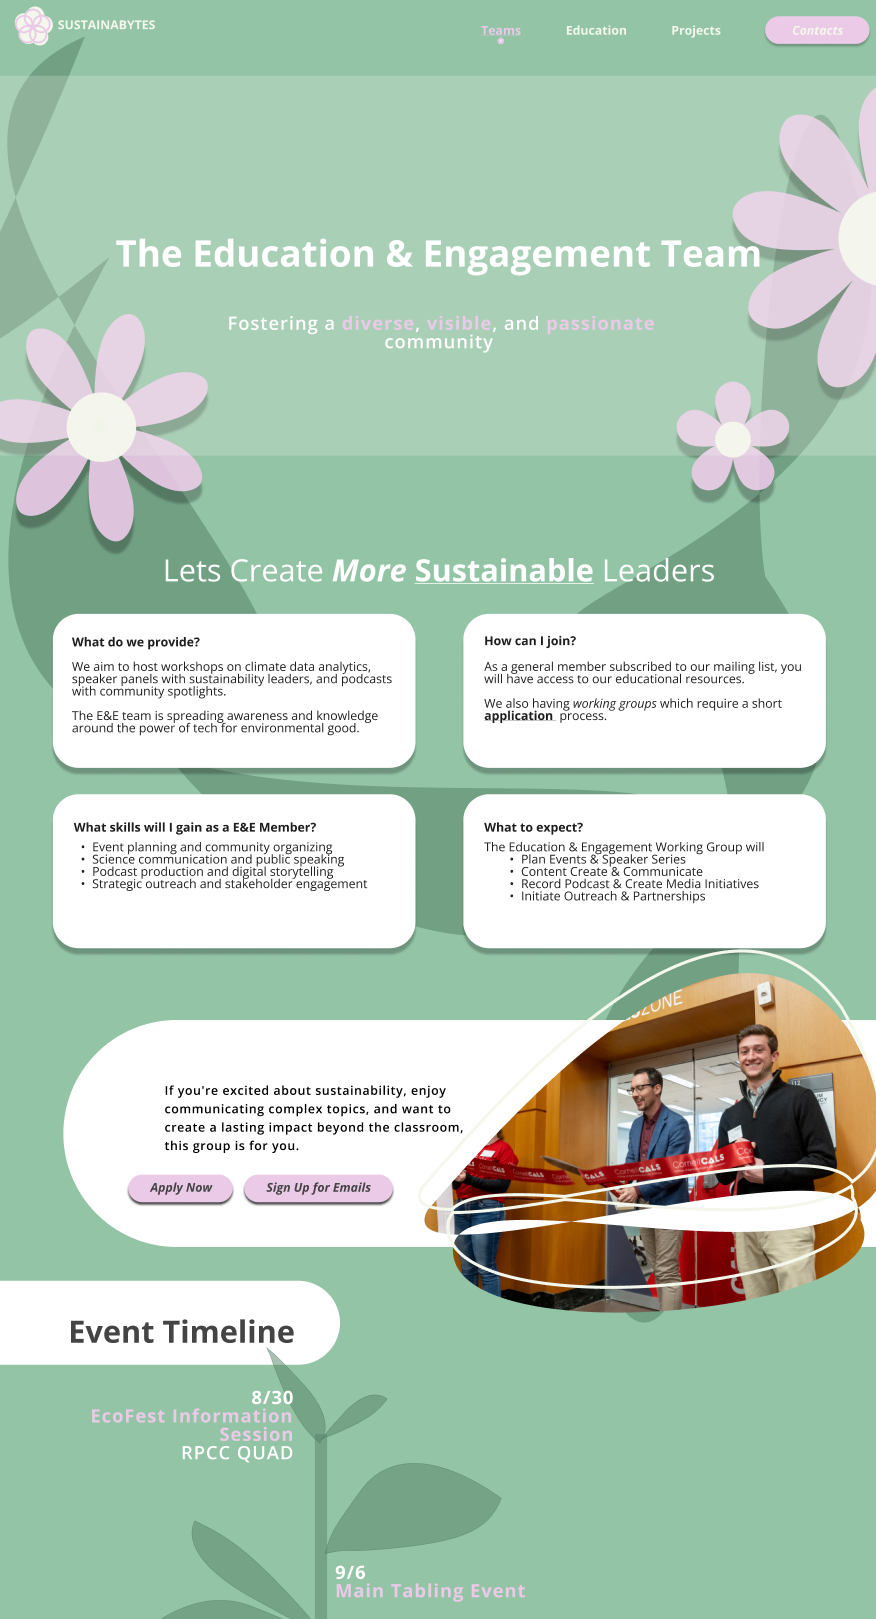 SUSTAINABYTES
Teams
Education
Projects
Contacts
The Education & Engagement Team
Fostering a diverse, visible, and passionate
community
Lets Create More Sustainable Leaders
What do we provide?
We aim to host workshops on climate data analytics,
speaker panels with sustainability leaders, and podcasts
with community spotlights.
The E&E team is spreading awareness and knowledge
around the power of tech for environmental good.
How can I join?
As a general member subscribed to our mailing list, you
will have access to our educational resources.
We also having working groups which require a short
application process.
What skills will I gain as a E&E Member?
• Event planning and community organizing
• Science communication and public speaking
• Podcast production and digital storytelling
• Strategic outreach and stakeholder engagement
What to expect?
The Education & Engagement Working Group will
• Plan Events & Speaker Series
• Content Create & Communicate
• Record Podcast & Create Media Initiatives
• Initiate Outreach & Partnerships
ZONE
If you're excited about sustainability, enjoy
communicating complex topics, and want to
create a lasting impact beyond the classroom,
this group is for you.
CornellCALS
CornellCALS
Apply Now
Sign Up for Emails
Event Timeline
8/30
EcoFest Information
Session
RPCC QUAD
9/6
Main Tabling Event